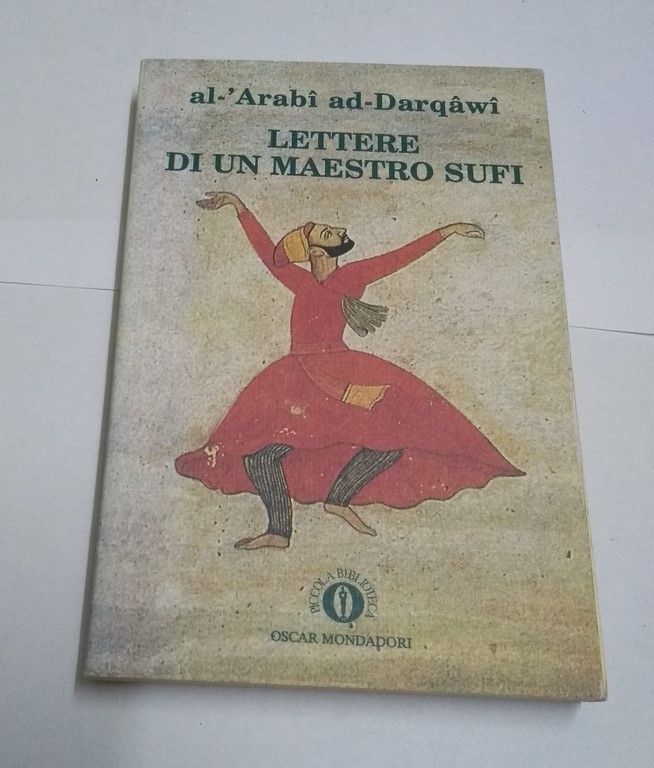 al-'Arabî ad-Darqâwî
LETTERE
DI UN MAESTRO SUFI
PICCOLA BIBLIOTECA
OSCAR MONDADORI